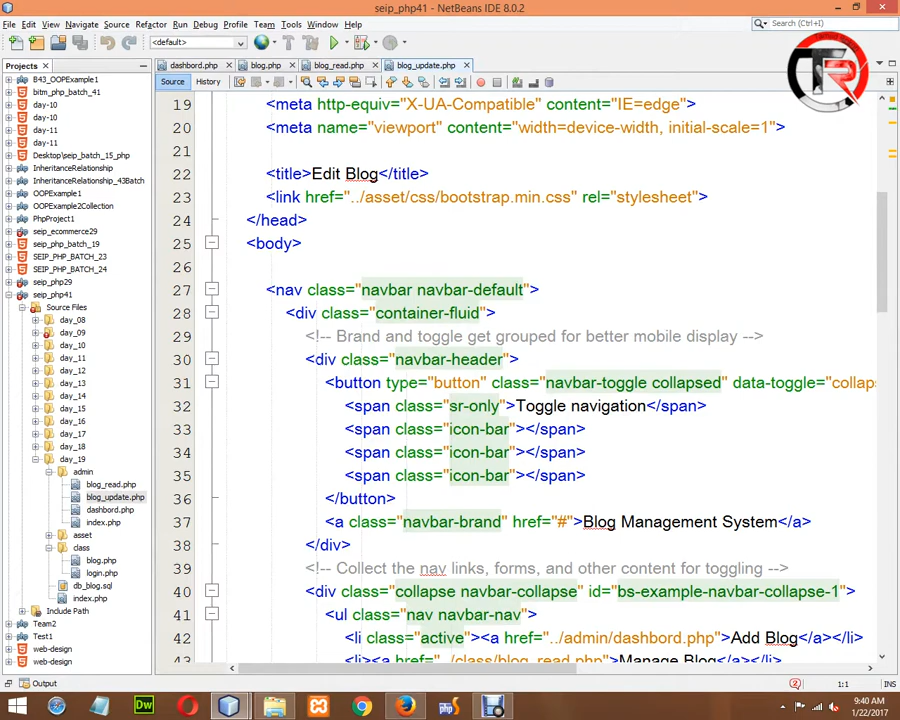 seip_php41 - NetBeans IDE 8.0.2
File Edit View Navigate Source Refactor Run Debug Profile Team Tools Window Help
Search (Ctrl+I)
<default>
Projects
dashbord.php
blog.php
blog_read.php
blog_update.php
Source History
TR
B43_OOPExample1
bitm_php_batch_41
day-10
day-10
day-11
day-11
Desktop/seip_batch_15_php
InheritanceRelationship
InheritanceRelationship_43Batch
OOPExample1
OOPExample2Collection
PhpProject1
seip_ecommerce29
seip_php_batch_19
SEIP_PHP_BATCH_23
SEIP_PHP_BATCH_24
seip_php29
seip_php41
Source Files
day_08
day_09
day_10
day_11
day_12
day_13
day_14
day_15
day_16
day_17
day_18
day_19
admin
blog_read.php
blog_update.php
dashbord.php
index.php
asset
class
blog.php
login.php
db_blog.sql
index.php
Include Path
Team2
Test1
web-design
web-design
19 <meta http-equiv="X-UA-Compatible" content="IE=edge">
20 <meta name="viewport" content="width=device-width, initial-scale=1">
21
22 <title>Edit Blog</title>
23 <link href="../asset/css/bootstrap.min.css" rel="stylesheet">
24 </head>
25 <body>
26
27 <nav class="navbar navbar-default">
28 <div class="container-fluid">
29 <!-- Brand and toggle get grouped for better mobile display -->
30 <div class="navbar-header">
31 <button type="button" class="navbar-toggle collapsed" data-toggle="collaps
32 <span class="sr-only">Toggle navigation</span>
33 <span class="icon-bar"></span>
34 <span class="icon-bar"></span>
35 <span class="icon-bar"></span>
36 </button>
37 <a class="navbar-brand" href="#">Blog Management System</a>
38 </div>
39 <!-- Collect the nav links, forms, and other content for toggling -->
40 <div class="collapse navbar-collapse" id="bs-example-navbar-collapse-1">
41 <ul class="nav navbar-nav">
42 <li class="active"><a href="../admin/dashbord.php">Add Blog</a></li>
43 <li><a href="../class/blog_read.php">Manage Blog</a></li>
Output
2
1:1
INS
Dw
9:40 AM
1/22/2017